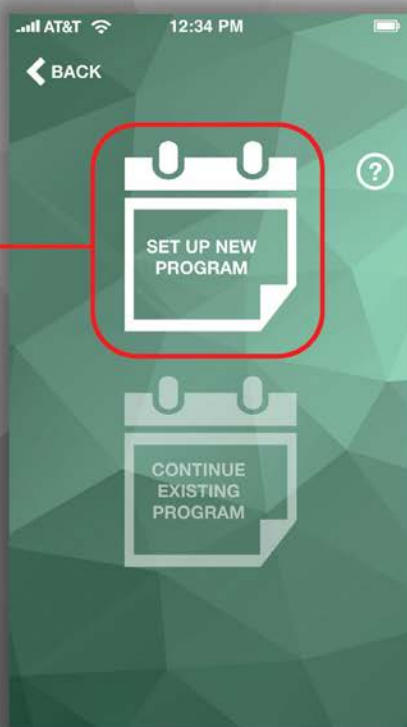 AT&T 12:34 PM
BACK
?
SET UP NEW
PROGRAM
CONTINUE
EXISTING
PROGRAM